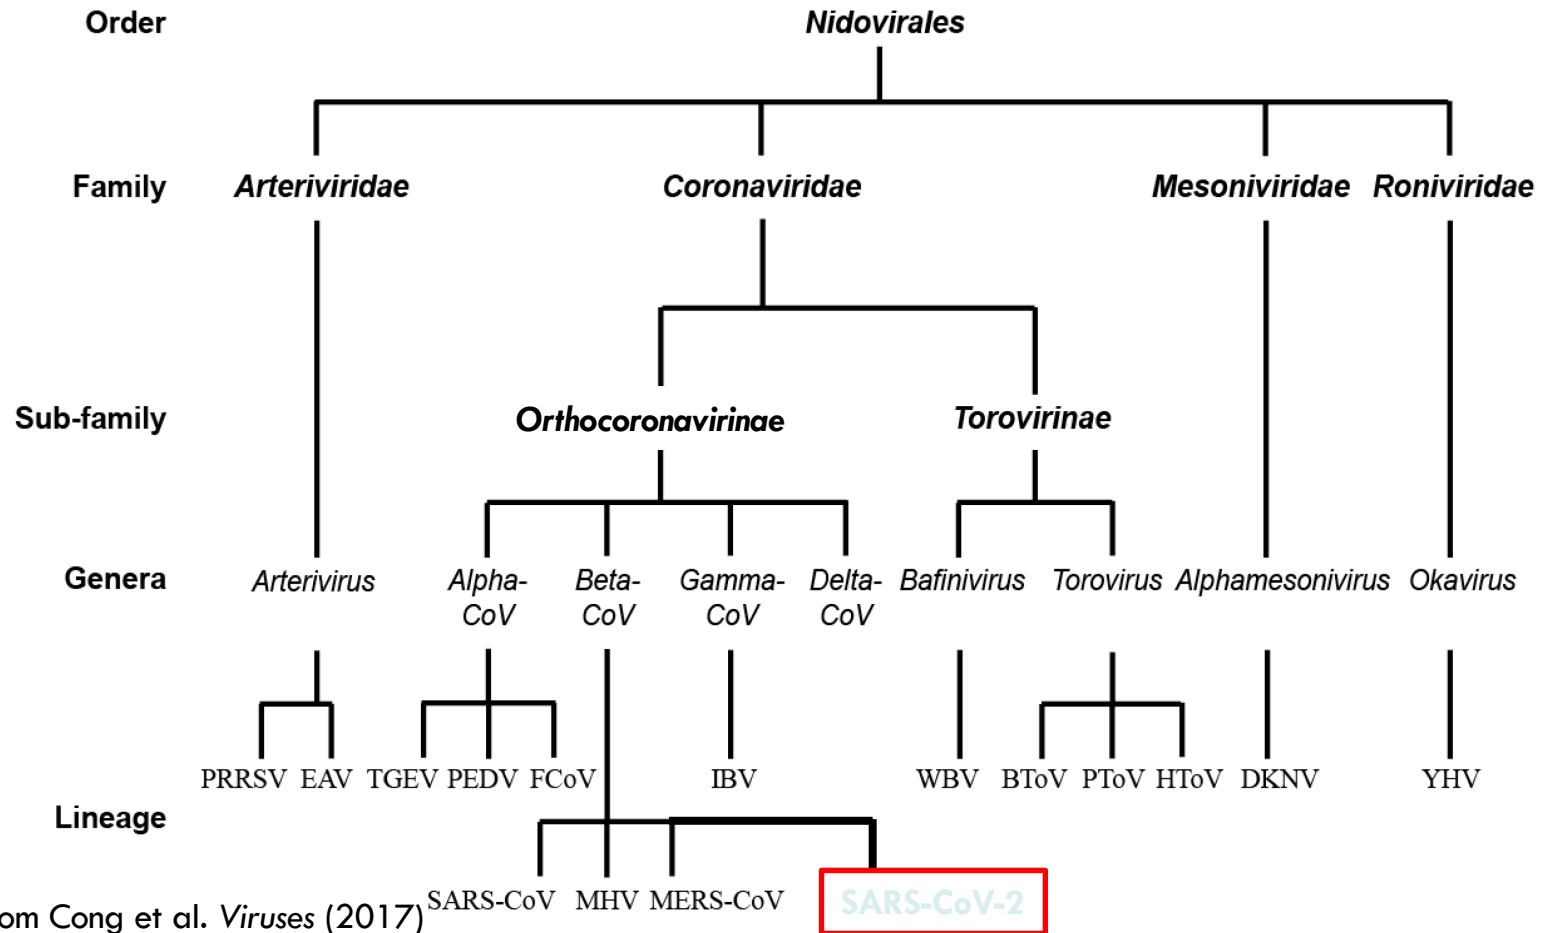 Order
Nidovirales
Family
Arteriviridae
Coronaviridae
Mesoniviridae
Roniviridae
Sub-family
Orthocoronavirinae
Torovirinae
Genera
Arterivirus
Alpha-
CoV
Beta-
CoV
Gamma-
CoV
Delta-
CoV
Bafinivirus
Torovirus
Alphamesonivirus
Okavirus
PRRSV
EAV
TGEV
PEDV
FCoV
IBV
WBV
BToV
PToV
HToV
DKNV
YHV
Lineage
SARS-CoV
MHV
MERS-CoV
SARS-CoV-2
om Cong et al. Viruses (2017)